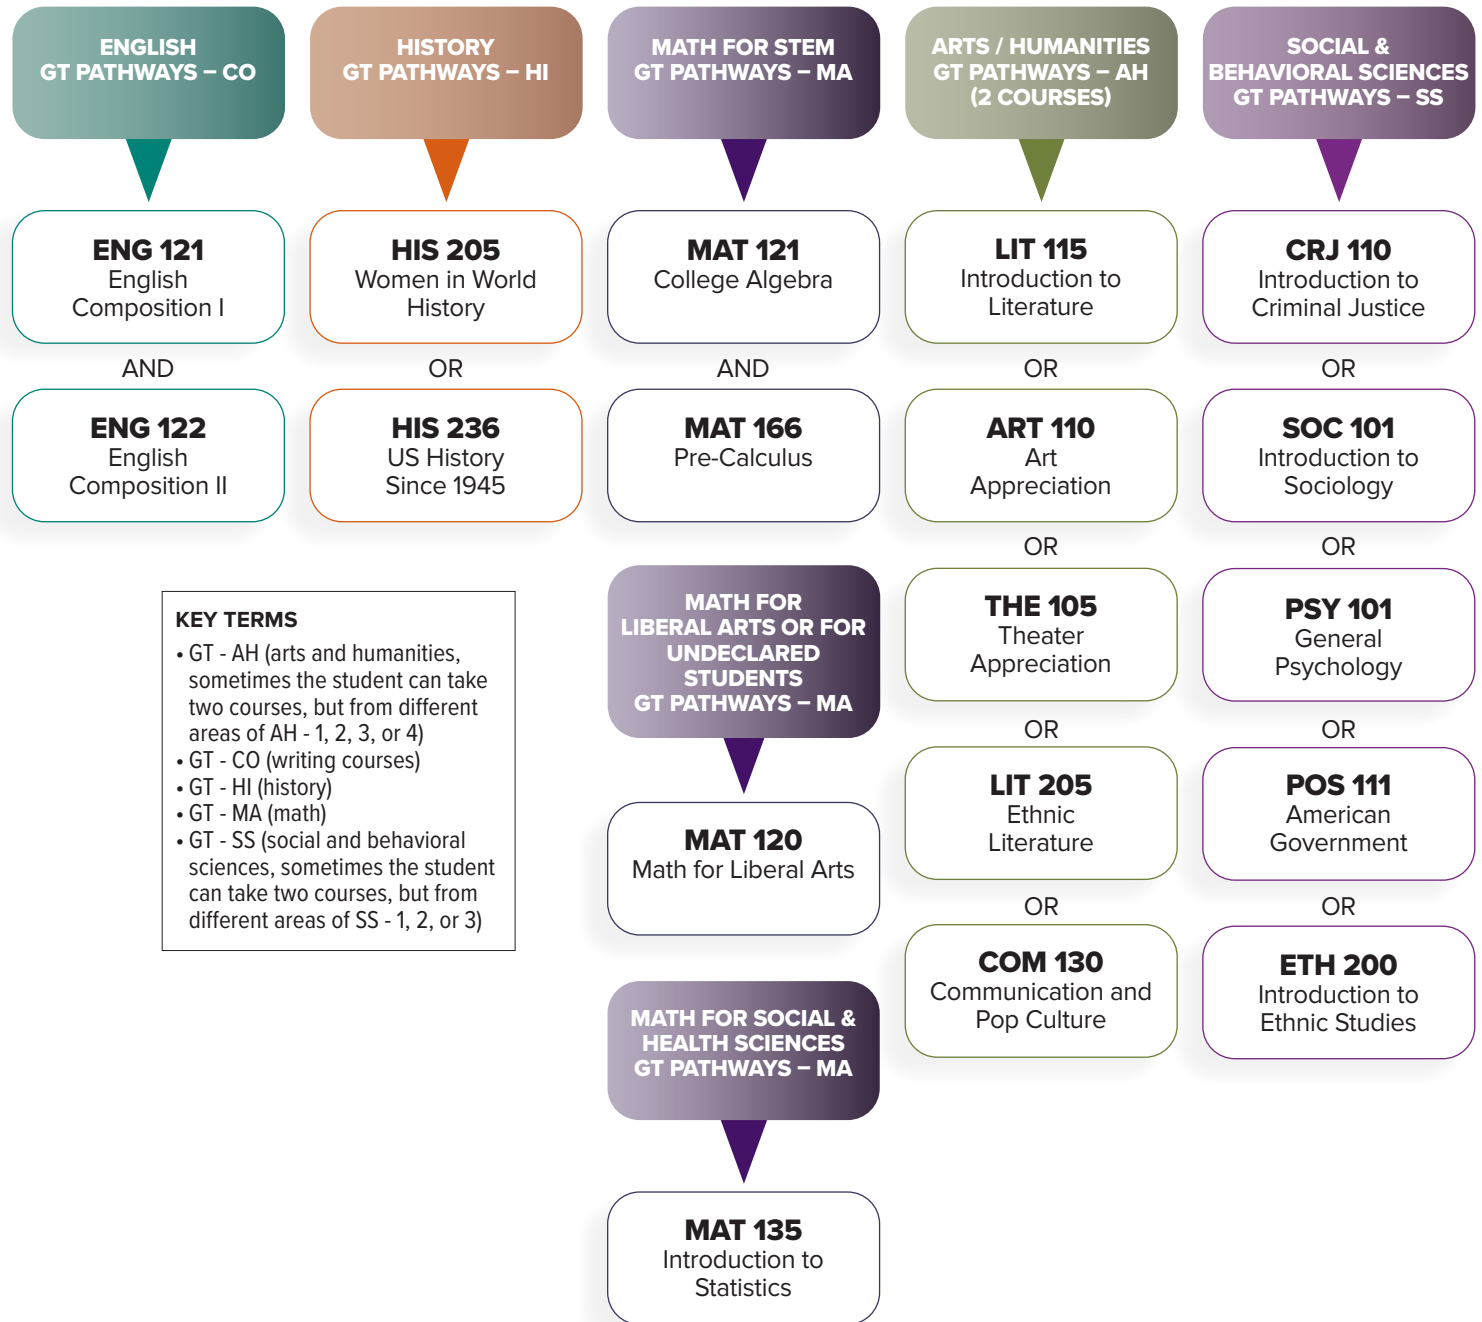 ENGLISH
GT PATHWAYS – CO
ENG 121
English
Composition I
AND
ENG 122
English
Composition II
HISTORY
GT PATHWAYS – HI
HIS 205
Women in World
History
OR
HIS 236
US History
Since 1945
KEY TERMS
• GT - AH (arts and humanities,
sometimes the student can take
two courses, but from different
areas of AH - 1, 2, 3, or 4)
• GT - CO (writing courses)
• GT - HI (history)
• GT - MA (math)
• GT - SS (social and behavioral
sciences, sometimes the student
can take two courses, but from
different areas of SS - 1, 2, or 3)
MATH FOR STEM
GT PATHWAYS – MA
MAT 121
College Algebra
AND
MAT 166
Pre-Calculus
MATH FOR
LIBERAL ARTS OR FOR
UNDECLARED
STUDENTS
GT PATHWAYS – MA
MAT 120
Math for Liberal Arts
MATH FOR SOCIAL &
HEALTH SCIENCES
GT PATHWAYS – MA
MAT 135
Introduction to
Statistics
ARTS / HUMANITIES
GT PATHWAYS – AH
(2 COURSES)
LIT 115
Introduction to
Literature
OR
ART 110
Art
Appreciation
OR
THE 105
Theater
Appreciation
OR
LIT 205
Ethnic
Literature
OR
COM 130
Communication and
Pop Culture
SOCIAL &
BEHAVIORAL SCIENCES
GT PATHWAYS – SS
CRJ 110
Introduction to
Criminal Justice
OR
SOC 101
Introduction to
Sociology
OR
PSY 101
General
Psychology
OR
POS 111
American
Government
OR
ETH 200
Introduction to
Ethnic Studies